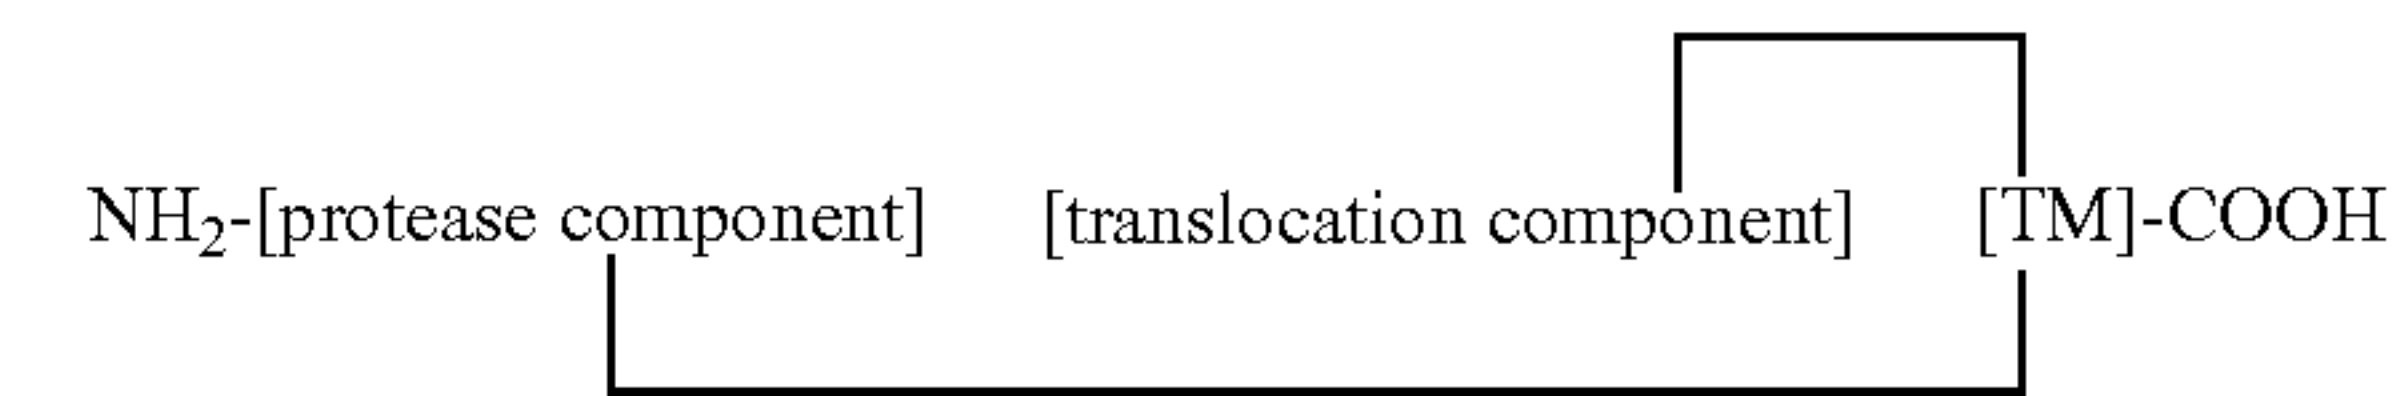 NH₂-[protease component] [translocation component] [TM]-COOH